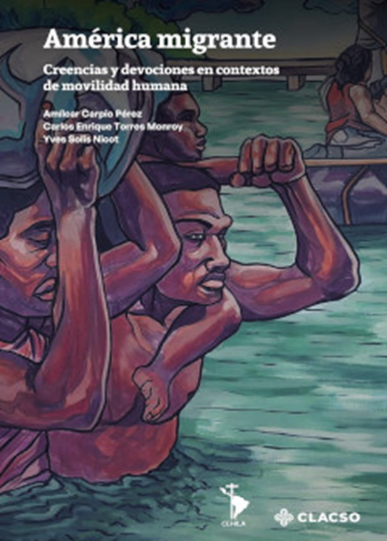 América migrante
Creencias y devociones en contextos
de movilidad humana
Amílcar Carpio Pérez
Carlos Enrique Torres Monroy
Yves Solis Nicot
CEHILA
CLACSO